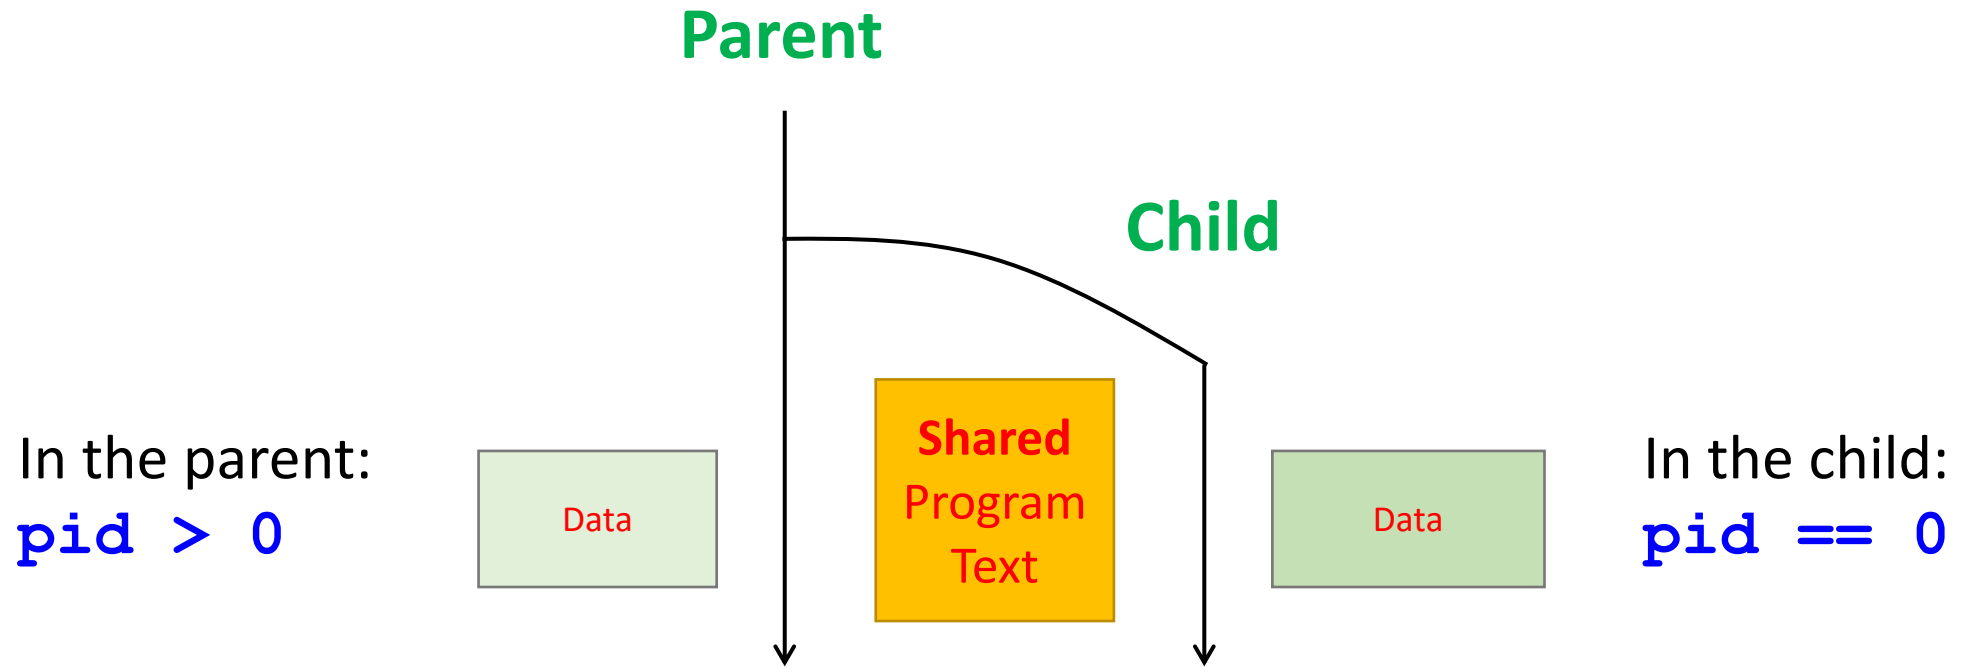 Parent
Child
In the parent:
pid > 0
Data
Shared
Program
Text
Data
In the child:
pid == 0